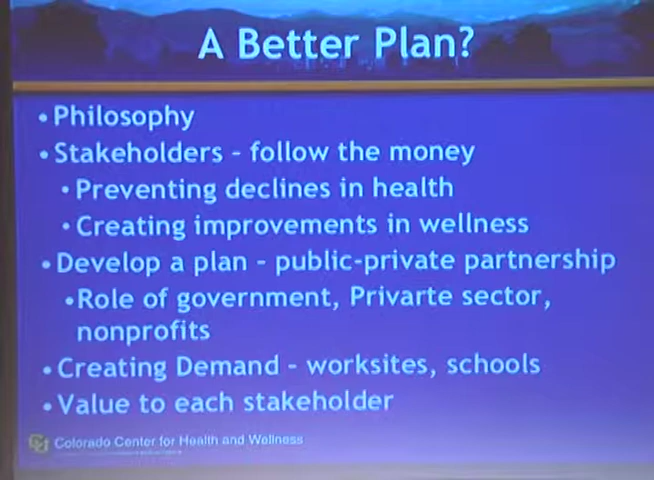 A Better Plan?
• Philosophy
• Stakeholders - follow the money
• Preventing declines in health
• Creating improvements in wellness
• Develop a plan - public-private partnership
• Role of government, Privarte sector,
nonprofits
• Creating Demand - worksites, schools
• Value to each stakeholder
Colorado Center for Health and Wellness